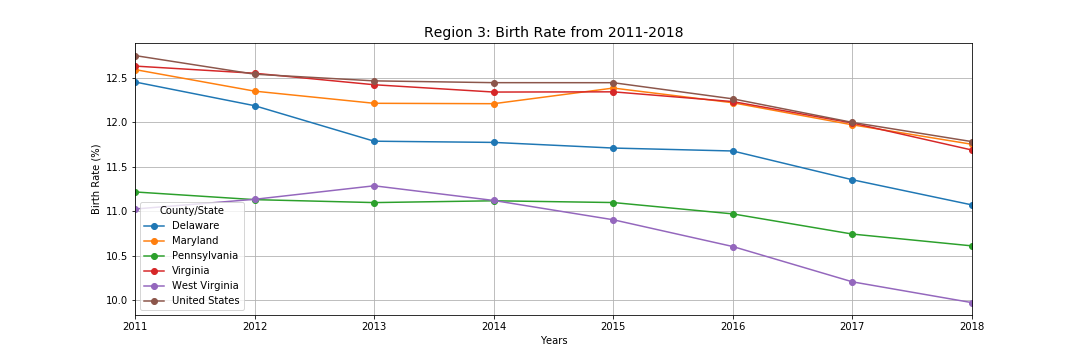 Region 3: Birth Rate from 2011-2018
Birth Rate (%)
12.5
12.0
11.5
11.0
10.5
10.0
County/State
Delaware
Maryland
Pennsylvania
Virginia
West Virginia
United States
2011 2012 2013 2014 2015 2016 2017 2018
Years